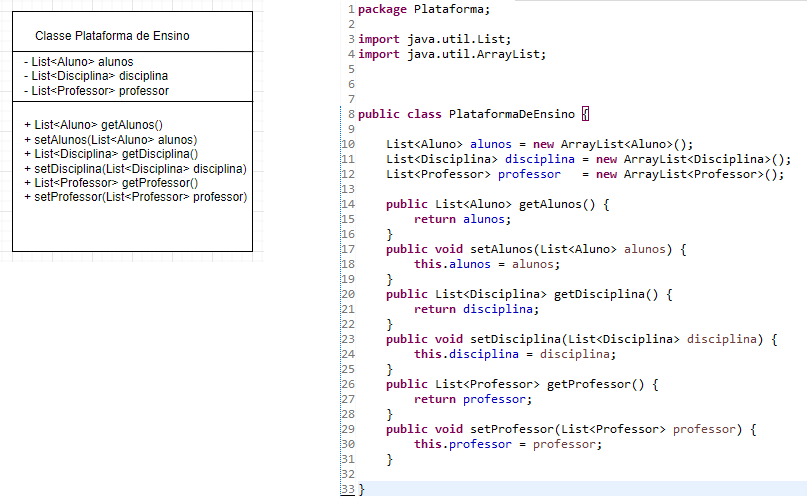 Classe Plataforma de Ensino
- List<Aluno> alunos
- List<Disciplina> disciplina
- List<Professor> professor
+ List<Aluno> getAlunos()
+ setAlunos(List<Aluno> alunos)
+ List<Disciplina> getDisciplina()
+ setDisciplina(List<Disciplina> disciplina)
+ List<Professor> getProfessor()
+ setProfessor(List<Professor> professor)
1 package Plataforma;
2
3 import java.util.List;
4 import java.util.ArrayList;
5
6
7
8 public class PlataformaDeEnsino {
9
10 List<Aluno> alunos = new ArrayList<Aluno>();
11 List<Disciplina> disciplina = new ArrayList<Disciplina>();
12 List<Professor> professor = new ArrayList<Professor>();
13
14 public List<Aluno> getAlunos() {
15 return alunos;
16 }
17 public void setAlunos(List<Aluno> alunos) {
18 this.alunos = alunos;
19 }
20 public List<Disciplina> getDisciplina() {
21 return disciplina;
22 }
23 public void setDisciplina(List<Disciplina> disciplina) {
24 this.disciplina = disciplina;
25 }
26 public List<Professor> getProfessor() {
27 return professor;
28 }
29 public void setProfessor(List<Professor> professor) {
30 this.professor = professor;
31 }
32
33 }